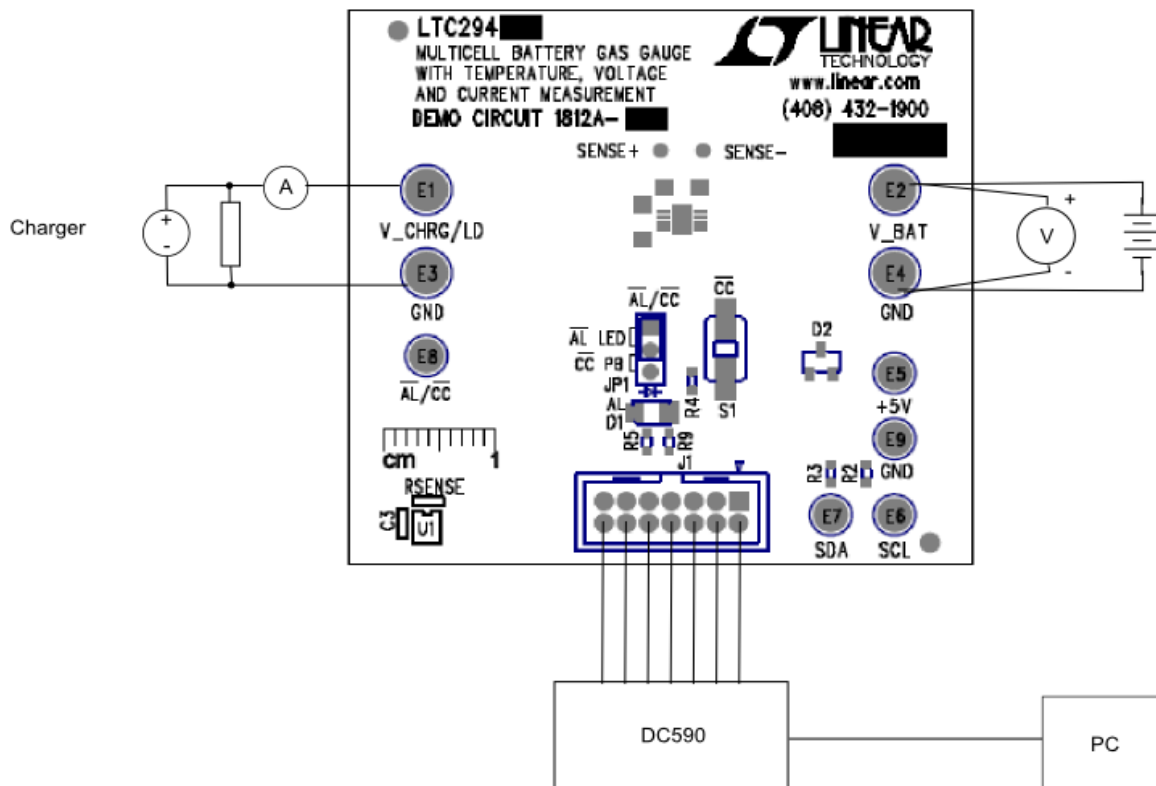 LTC294
MULTICELL BATTERY GAS GAUGE
WITH TEMPERATURE, VOLTAGE
AND CURRENT MEASUREMENT
DEMO CIRCUIT 1812A-
LINEAR
TECHNOLOGY
www.linear.com
(408) 432-1900
SENSE+
SENSE-
Charger
+
-
A
E1
V_CHRG/LD
E3
GND
E8
AL/CC
E2
V_BAT
E4
GND
V
+
-
AL/CC
AL LED
CC PB
JP1
AL
D1
R5
R9
R4
CC
S1
D2
E5
+5V
E9
GND
R3
R2
E7
SDA
E6
SCL
cm
1
RSENSE
C3
U1
J1
DC590
PC